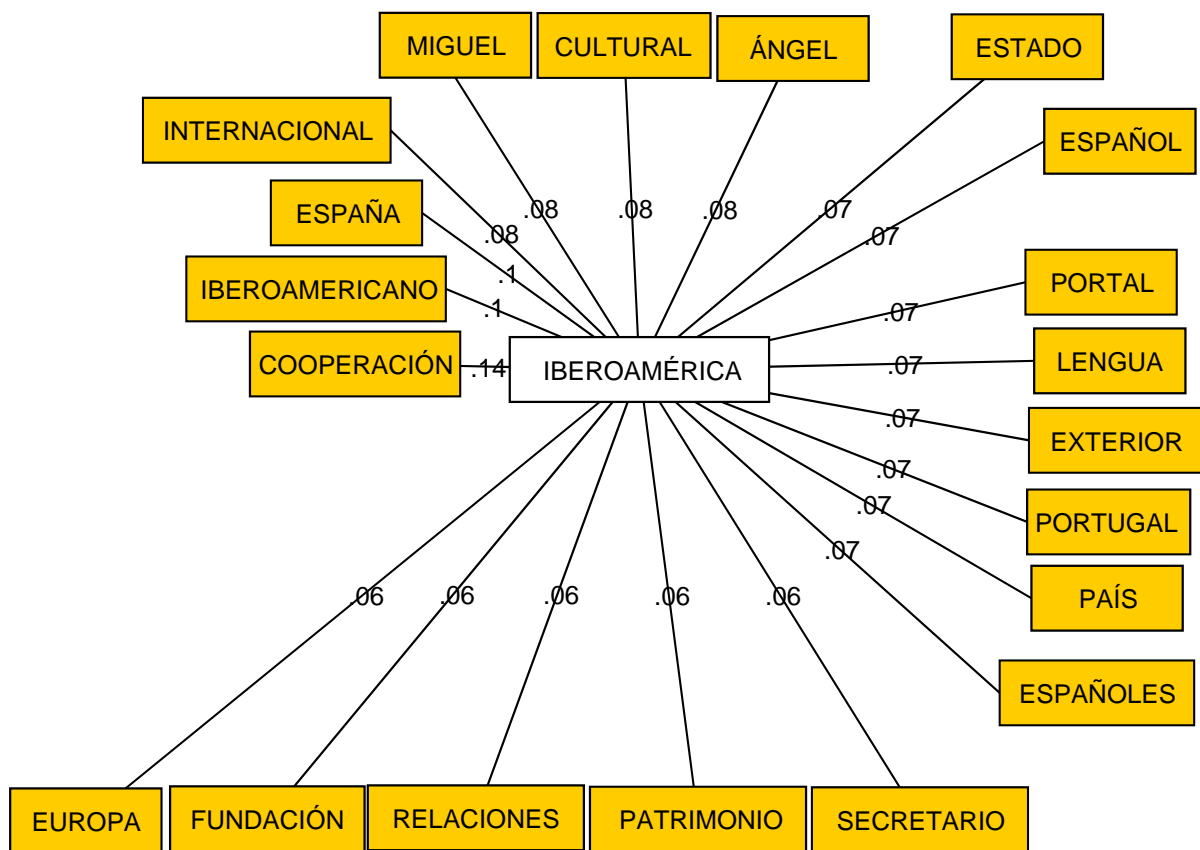 MIGUEL
CULTURAL
ÁNGEL
ESTADO
INTERNACIONAL
ESPAÑOL
ESPAÑA
.08
.08
.08
.07
.08
.07
IBEROAMERICANO
.1
PORTAL
.1
.07
COOPERACIÓN
.14
IBEROAMÉRICA
.07
LENGUA
.07
EXTERIOR
.07
.07
PORTUGAL
.07
PAÍS
.06
.06
.06
.06
.06
ESPAÑOLES
EUROPA
FUNDACIÓN
RELACIONES
PATRIMONIO
SECRETARIO